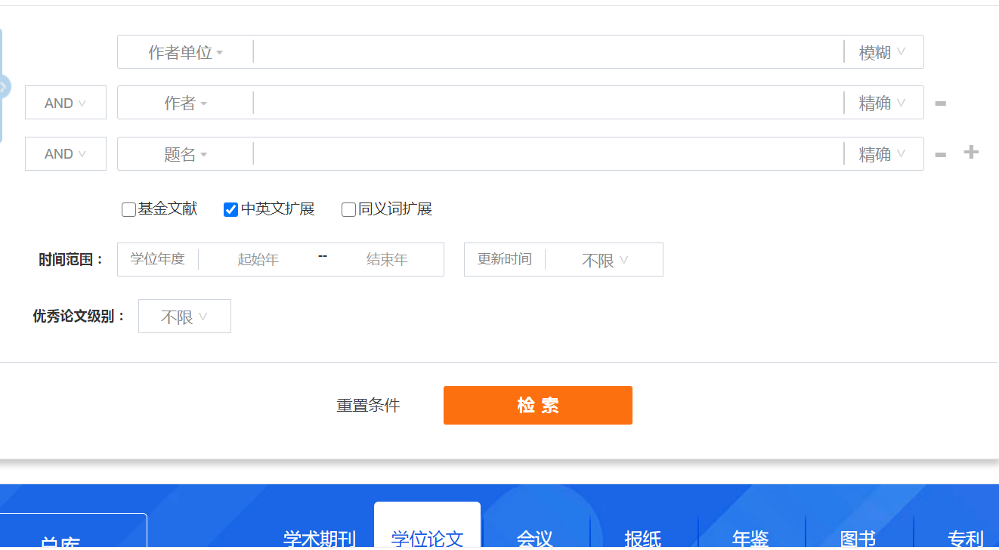 作者单位 模糊
AND 作者 精确
AND 题名 精确
基金文献 中英文扩展 同义词扩展
时间范围： 学位年度 起始年 -- 结束年 更新时间 不限
优秀论文级别： 不限
重置条件 检索
总库 学术期刊 学位论文 会议 报纸 年鉴 图书 专利